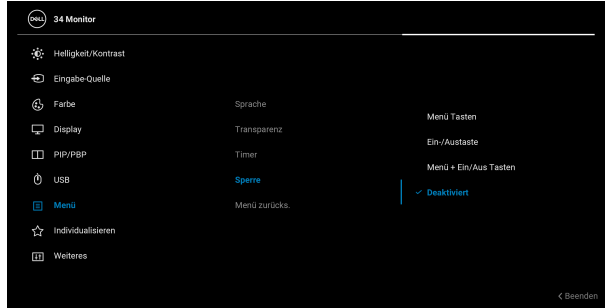 DELL 34 Monitor
Helligkeit/Kontrast
Eingabe-Quelle
Farbe
Display
PIP/PBP
USB
Menü
Individualisieren
Weiteres
Sprache
Transparenz
Timer
Sperre
Menü zurücks.
Menü Tasten
Ein-/Austaste
Menü + Ein/Aus Tasten
Deaktiviert
Beenden